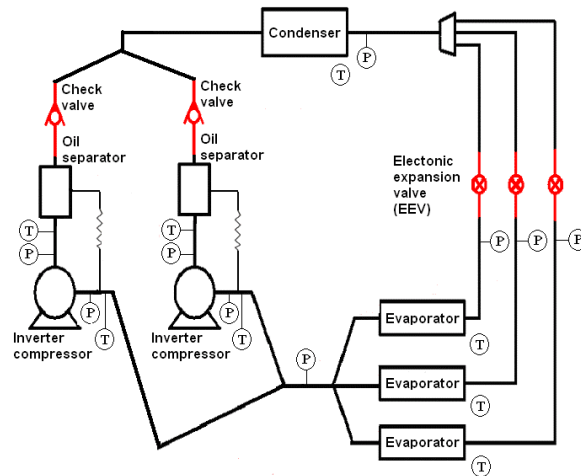 Condenser
P
T
Check
valve
Check
valve
Oil
separator
Oil
separator
Electonic
expansion
valve
(EEV)
T
P
T
P
P
P
P
P
P
T
T
Inverter
compressor
Inverter
compressor
P
Evaporator
T
Evaporator
T
Evaporator
T